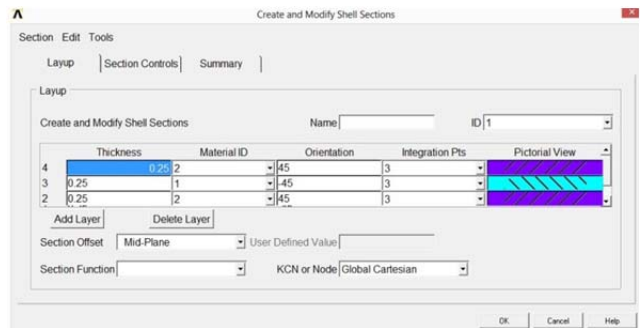 Create and Modify Shell Sections
Section Edit Tools
Layup Section Controls Summary
Layup
Create and Modify Shell Sections Name ID 1
Thickness Material ID Orientation Integration Pts Pictorial View
4 0.25 2 45 3
3 0.25 1 -45 3
2 0.25 2 45 3
Add Layer Delete Layer
Section Offset Mid-Plane User Defined Value
Section Function KCN or Node Global Cartesian
OK Cancel Help